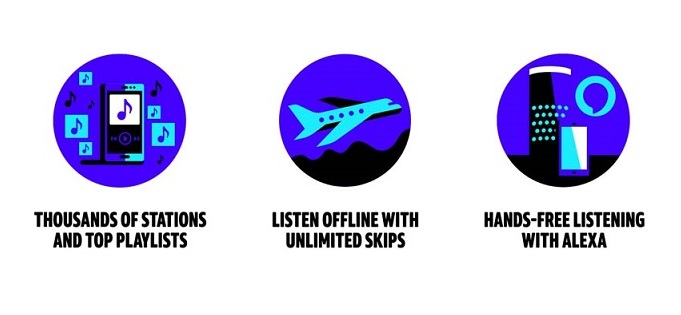 THOUSANDS OF STATIONS
AND TOP PLAYLISTS
LISTEN OFFLINE WITH
UNLIMITED SKIPS
HANDS-FREE LISTENING
WITH ALEXA